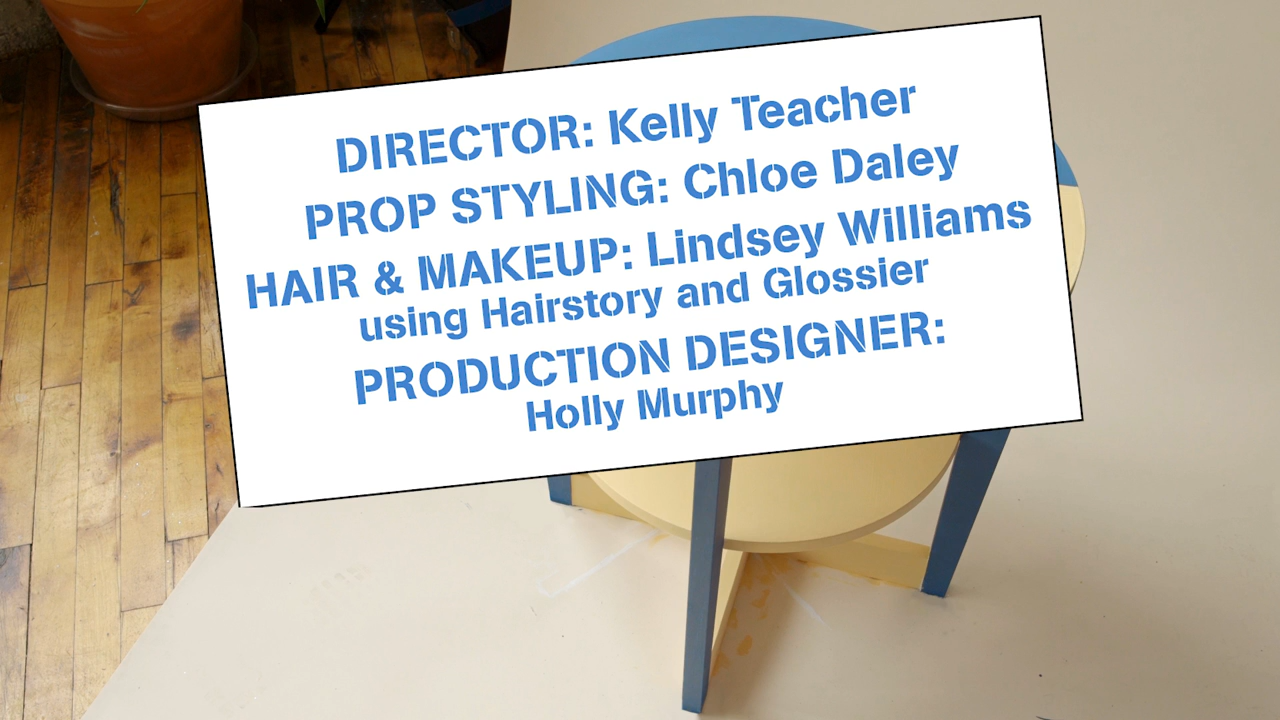 DIRECTOR: Kelly Teacher
PROP STYLING: Chloe Daley
HAIR & MAKEUP: Lindsey Williams
using Hairstory and Glossier
PRODUCTION DESIGNER:
Holly Murphy